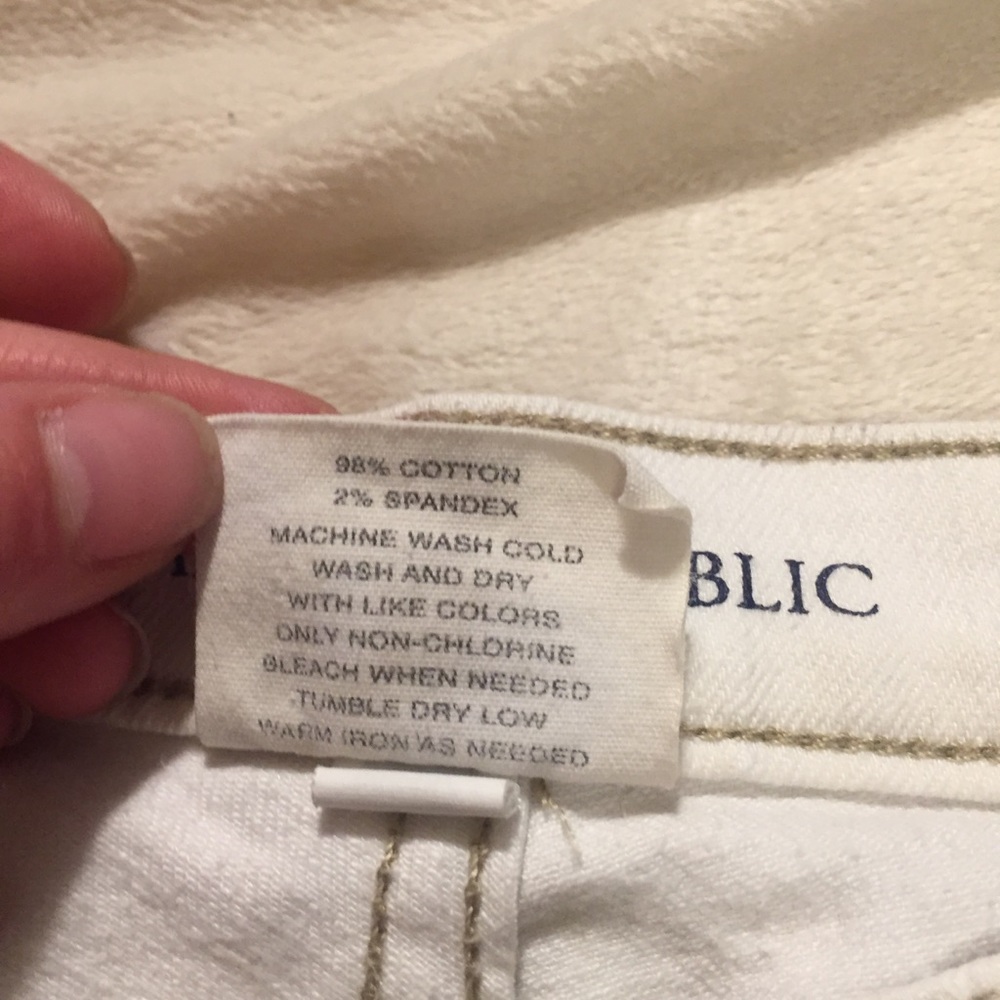 98% COTTON
2% SPANDEX
MACHINE WASH COLD
WASH AND DRY
WITH LIKE COLORS
ONLY NON-CHLORINE
BLEACH WHEN NEEDED
TUMBLE DRY LOW
WARM IRON AS NEEDED
BLIC